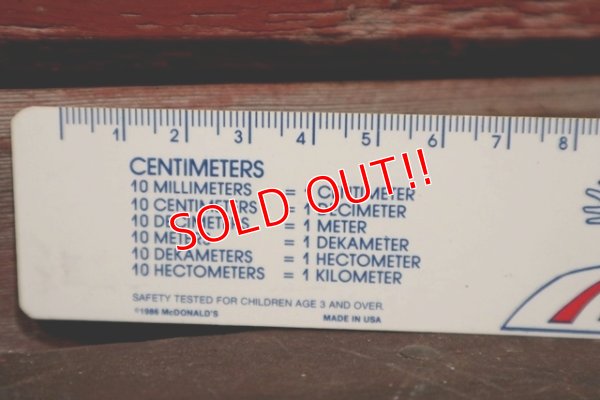 1 2 3 4 5 6 7 8
CENTIMETERS
10 MILLIMETERS = 1 CENTIMETER
10 CENTIMETERS = 1 DECIMETER
10 DECIMETERS = 1 METER
10 METERS = 1 DEKAMETER
10 DEKAMETERS = 1 HECTOMETER
10 HECTOMETERS = 1 KILOMETER
SOLD OUT!!
SAFETY TESTED FOR CHILDREN AGE 3 AND OVER
©1986 McDONALD'S MADE IN USA